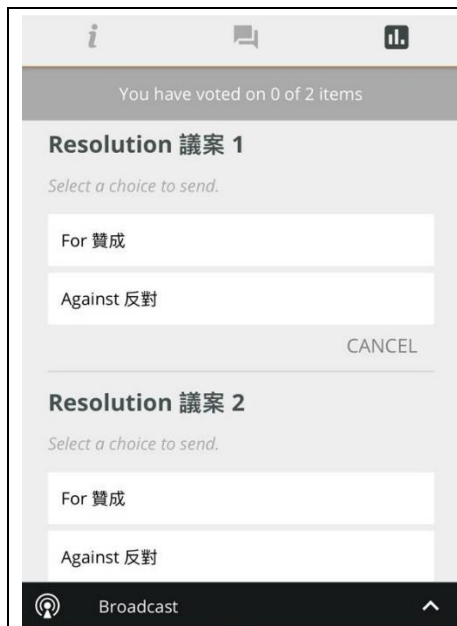 i
You have voted on 0 of 2 items
Resolution 議案 1
Select a choice to send.
For 贊成
Against 反對
CANCEL
Resolution 議案 2
Select a choice to send.
For 贊成
Against 反對
Broadcast